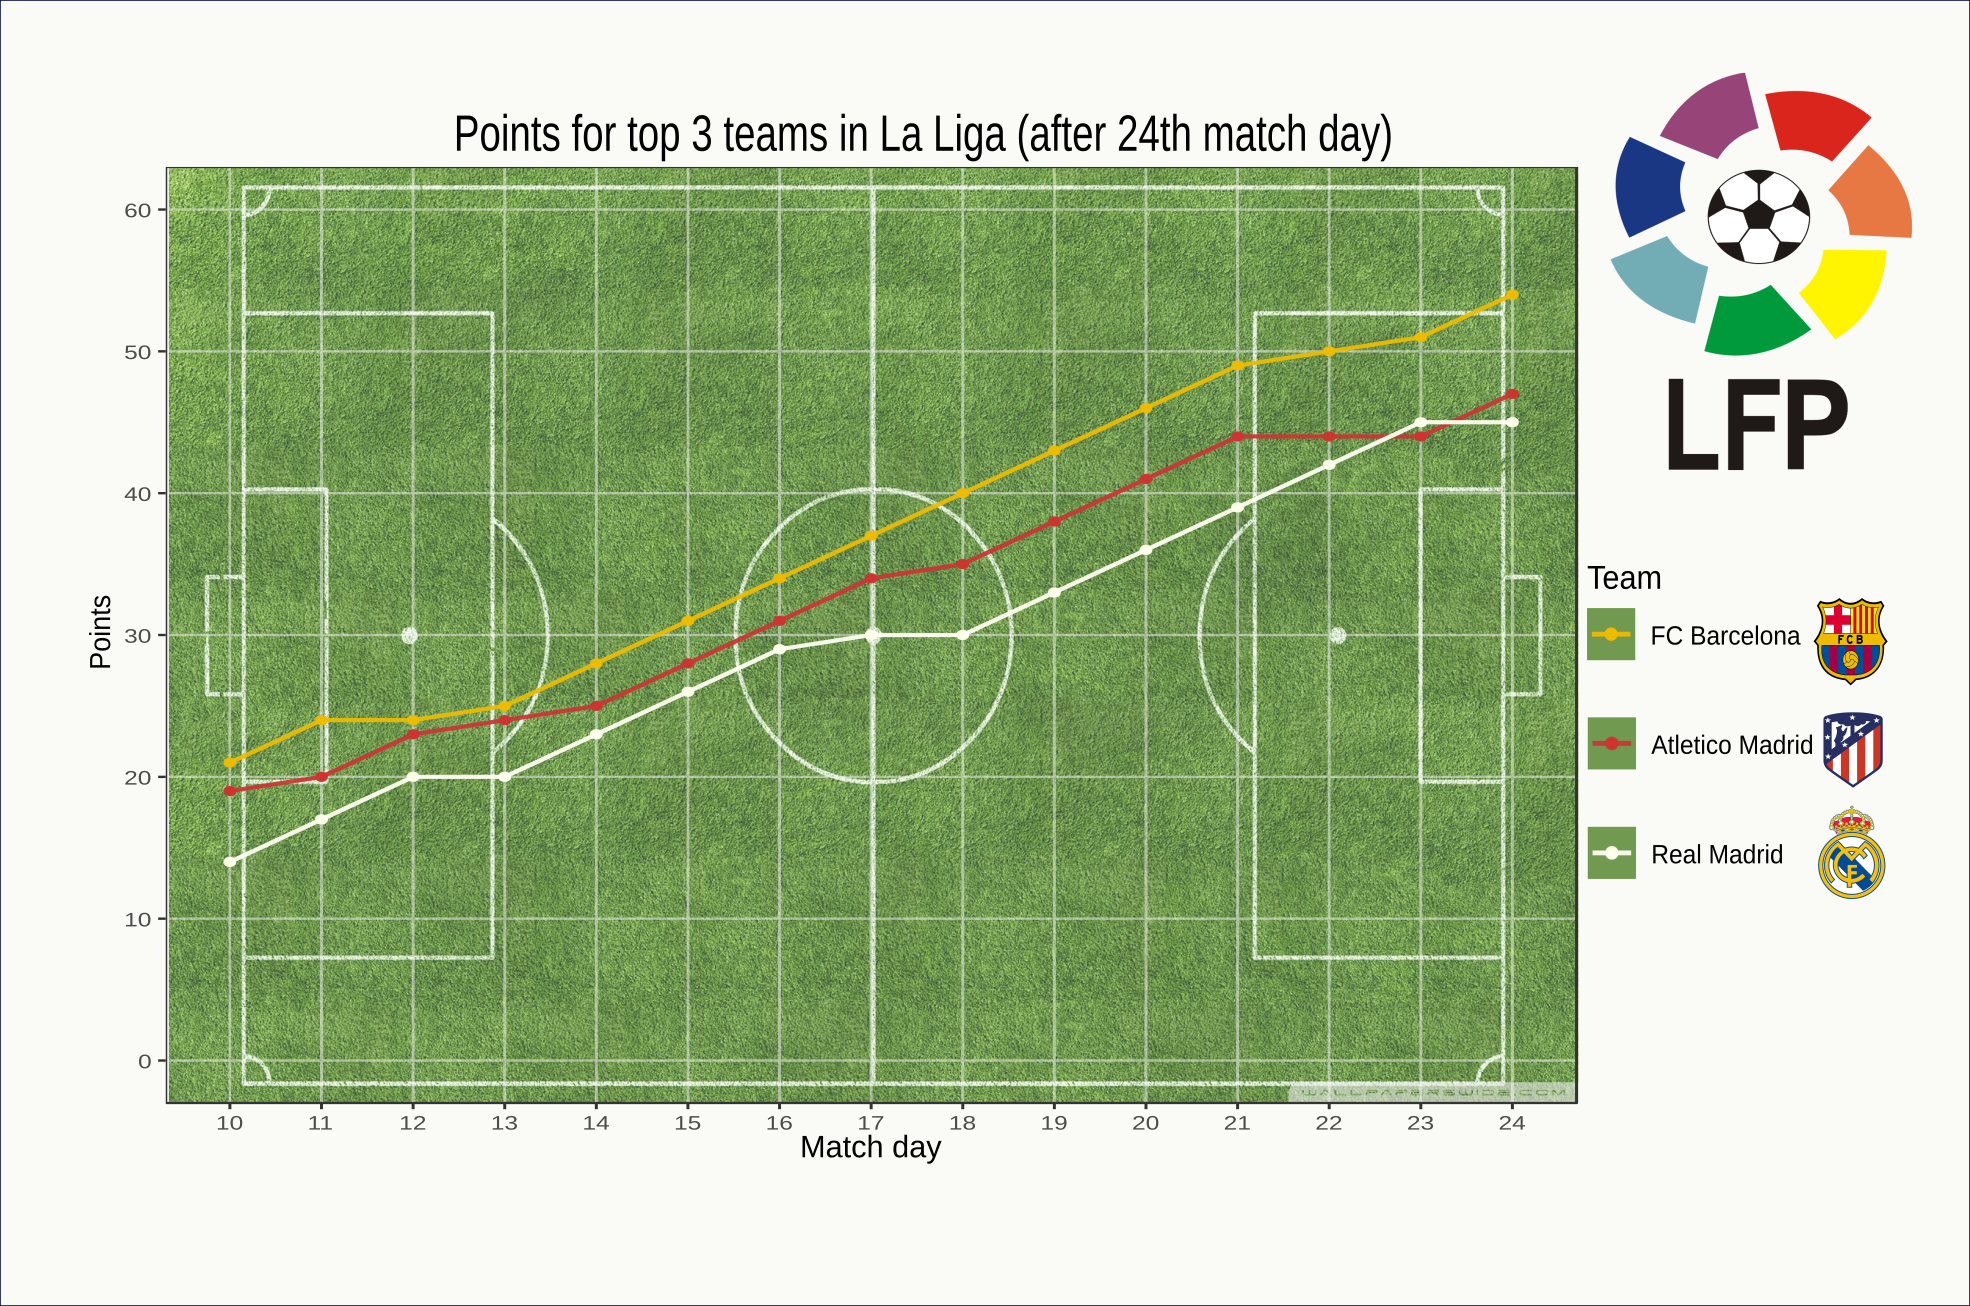 Points for top 3 teams in La Liga (after 24th match day)
60
50
40
30
20
10
0
Points
10 11 12 13 14 15 16 17 18 19 20 21 22 23 24
Match day
WALLPAPERSWIDE.COM
LFP
Team
FC Barcelona
FCB
Atletico Madrid
Real Madrid